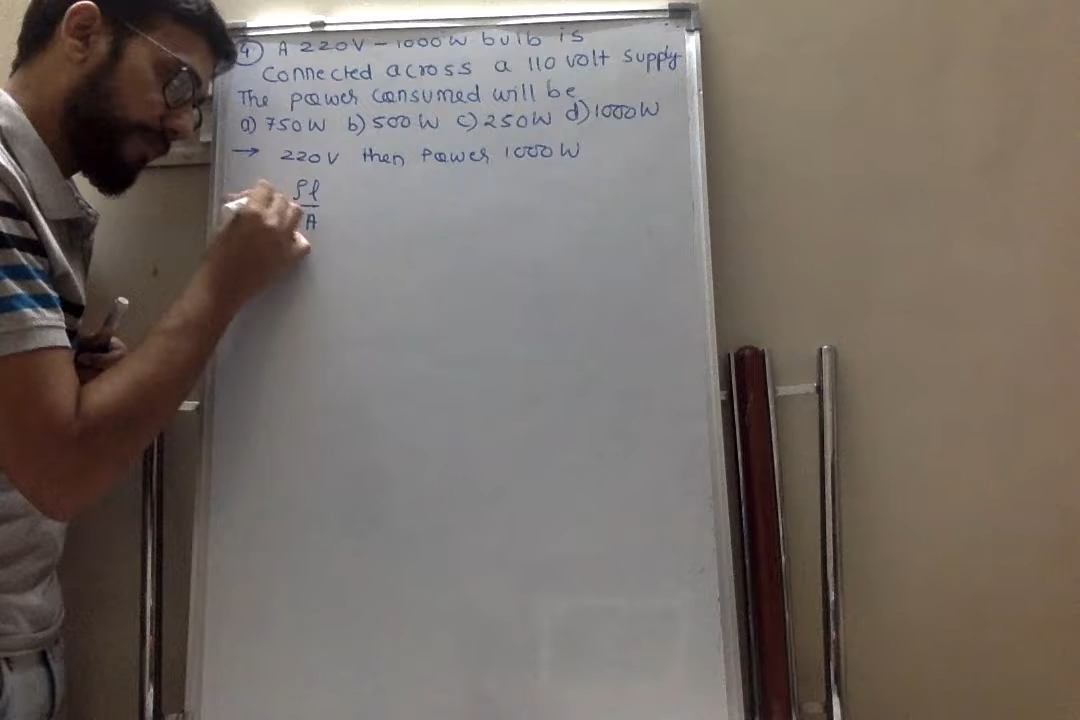 4) A 220V - 1000W bulb is
connected across a 110 volt supply
The power consumed will be
a) 750W b) 500W c) 250W d) 1000W
→ 220V then Power 1000W
ρl
A